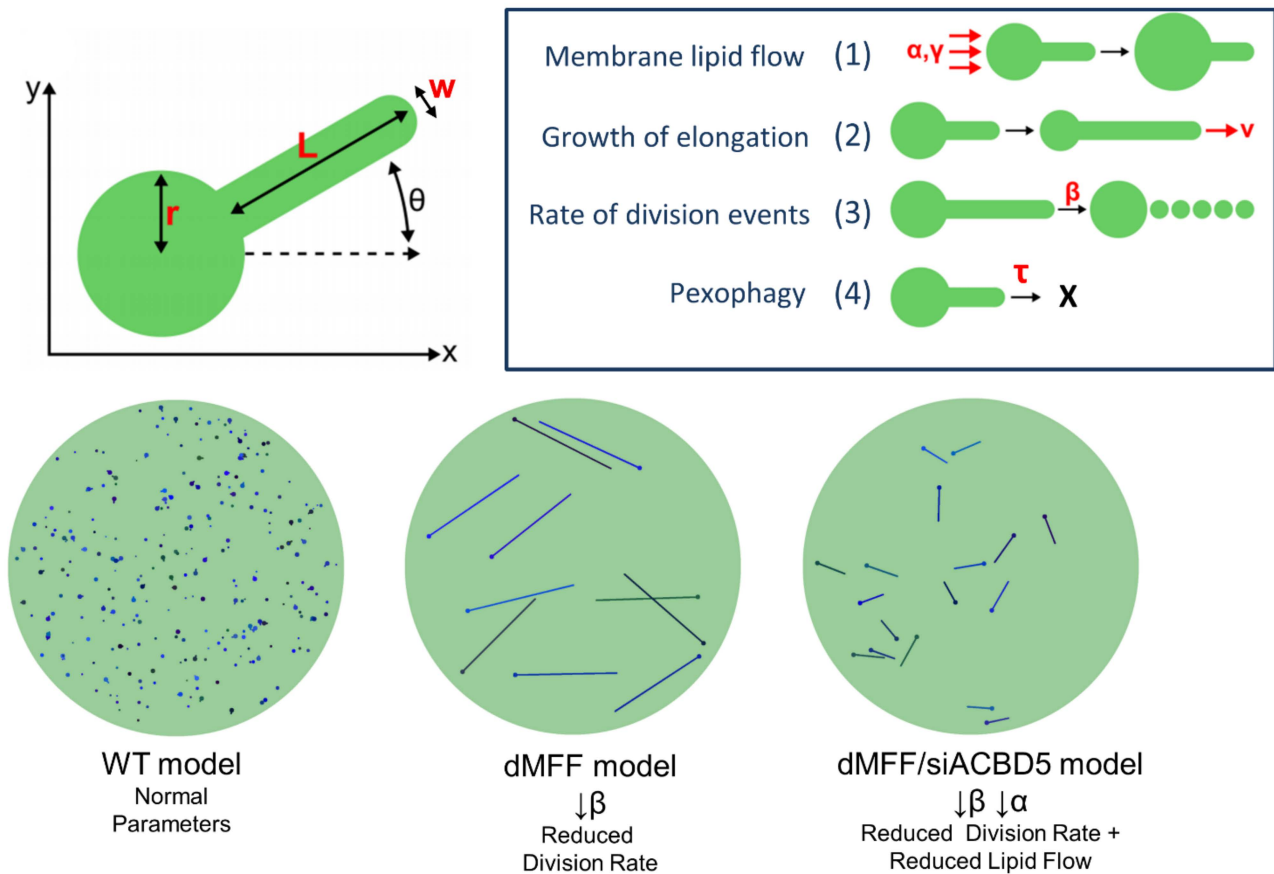 y
x
r
L
w
θ
Membrane lipid flow (1)
α,γ
Growth of elongation (2)
v
Rate of division events (3)
β
Pexophagy (4)
τ
X
WT model
Normal
Parameters
dMFF model
↓β
Reduced
Division Rate
dMFF/siACBD5 model
↓β ↓α
Reduced Division Rate +
Reduced Lipid Flow